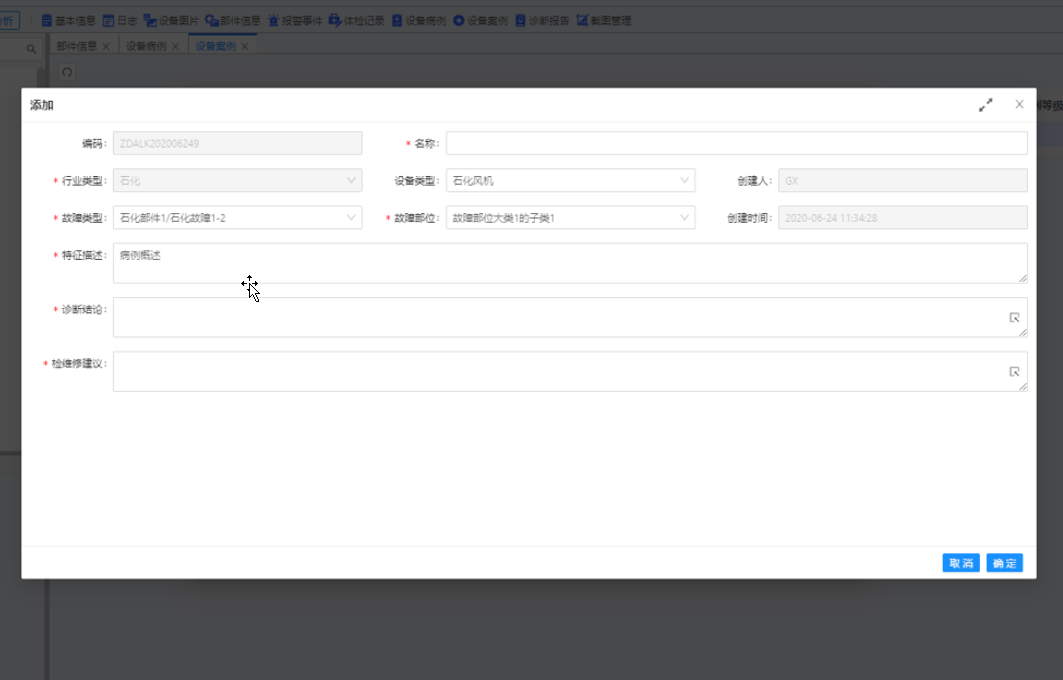 析 基本信息 日志 设备图片 部件信息 报警事件 体检记录 设备病例 设备案例 诊断报告 截图管理
部件信息 设备病例 设备案例
添加
编码: ZDALK202006249 * 名称:
* 行业类型: 石化 设备类型: 石化风机 创建人: GX
* 故障类型: 石化部件1/石化故障1-2 * 故障部位: 故障部位大类1的子类1 创建时间: 2020-06-24 11:34:28
* 特征描述: 病例概述
* 诊断结论:
* 检维修建议:
取消 确定